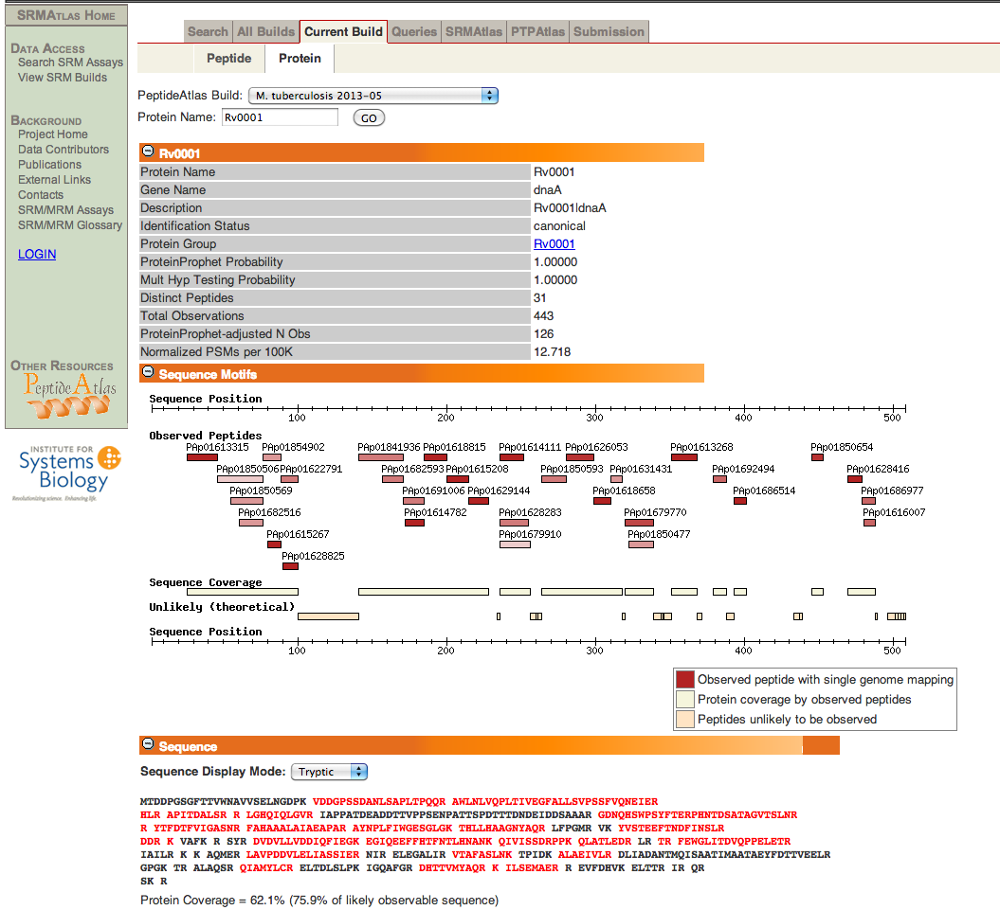 SRMATLAS HOME
DATA ACCESS
Search SRM Assays
View SRM Builds
BACKGROUND
Project Home
Data Contributors
Publications
External Links
Contacts
SRM/MRM Assays
SRM/MRM Glossary
LOGIN
OTHER RESOURCES
PeptideAtlas
INSTITUTE FOR
Systems
Biology
Revolutionizing science. Enhancing life.
Search All Builds Current Build Queries SRMAtlas PTPAtlas Submission
Peptide Protein
PeptideAtlas Build: M. tuberculosis 2013-05
Protein Name: Rv0001 GO
Rv0001
Protein Name Rv0001
Gene Name dnaA
Description Rv0001|dnaA
Identification Status canonical
Protein Group Rv0001
ProteinProphet Probability 1.00000
Mult Hyp Testing Probability 1.00000
Distinct Peptides 31
Total Observations 443
ProteinProphet-adjusted N Obs 126
Normalized PSMs per 100K 12.718
Sequence Motifs
Sequence Position
100 200 300 400 500
Observed Peptides
PAp01613315 PAp01854902 PAp01841936 PAp01618815 PAp01614111 PAp01626053 PAp01613268 PAp01850654
PAp01850506 PAp01622791 PAp01682593 PAp01615208 PAp01850593 PAp01631431 PAp01692494 PAp01628416
PAp01850569 PAp01691006 PAp01629144 PAp01618658 PAp01686514 PAp01686977
PAp01682516 PAp01614782 PAp01628283 PAp01679770 PAp01616007
PAp01615267 PAp01679910 PAp01850477
PAp01628825
Sequence Coverage
Unlikely (theoretical)
Sequence Position
100 200 300 400 500
Observed peptide with single genome mapping
Protein coverage by observed peptides
Peptides unlikely to be observed
Sequence
Sequence Display Mode: Tryptic
MTDDPGSGFTTVWNAVVSELNGDPK VDDGPSSDANLSAPLTPQQR AWLNLVQPLTIVEGFALLSVPSSFVQNEIER
HLR APITDALSR R LGHQIQLGVR IAPPATDEADDTTVPPSENPATTSPDTTTDNDEIDDSAAAR GDNQHSWPSYFTERPHNTDSATAGVTSLNR
R YTFDTFVIGASNR FAHAAALAIAEAPAR AYNPLFIWGESGLGK THLLHAAGNYAQR LFPGMR VK YVSTEEFTNDFINSLR
DDR K VAFK R SYR DVDVLLVDDIQFIEGK EGIQEEFFHTFNTLHNANK QIVISSDRPPK QLATLEDR LR TR FEWGLITDVQPPELETR
IAILR K K AQMER LAVPDDVLELIASSIER NIR ELEGALIR VTAFASLNK TPIDK ALAEIVLR DLIADANTMQISAATIMAATAEYFDTTVEELR
GPGK TR ALAQSR QIAMYLCR ELTDLSLPK IGQAFGR DHTTVMYAQR K ILSEMAER R EVFDHVK ELTTR IR QR
SK R
Protein Coverage = 62.1% (75.9% of likely observable sequence)